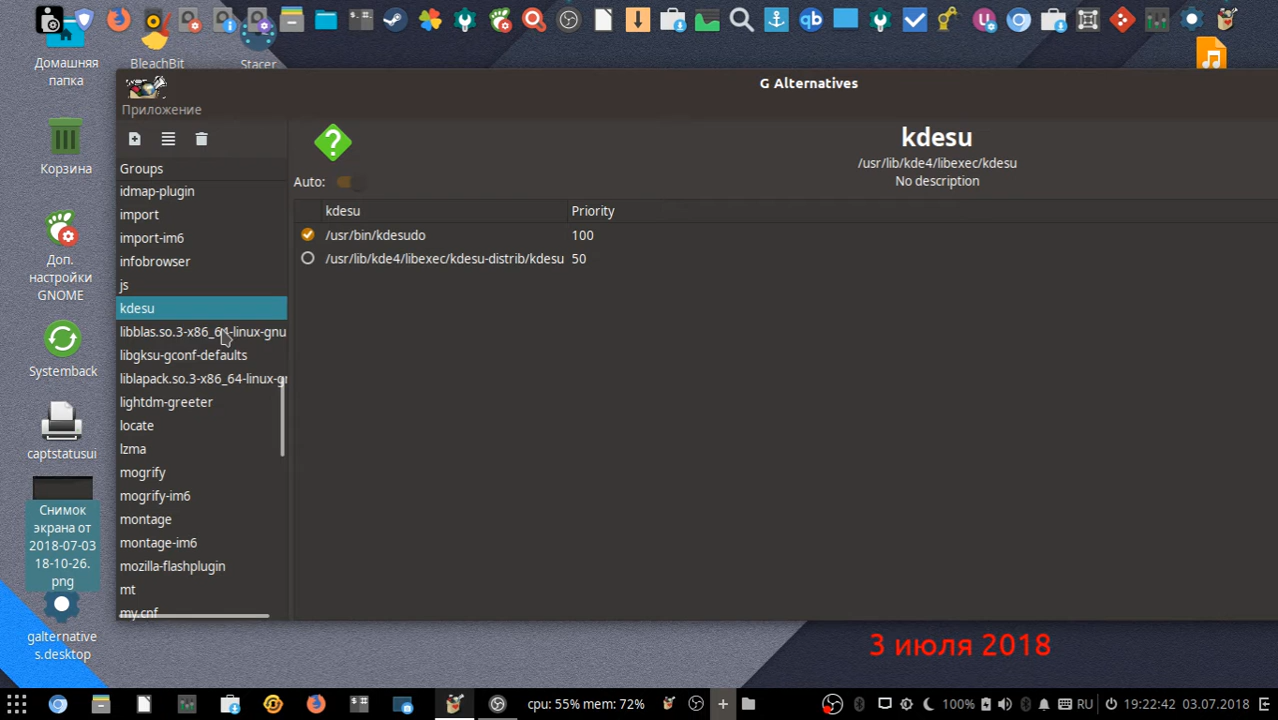 Домашняя
папка
BleachBit
Stacer
Корзина
Доп.
настройки
GNOME
Systemback
captstatusui
Снимок
экрана от
2018-07-03
18-10-26.
png
galternative
s.desktop
G Alternatives
Приложение
Groups
idmap-plugin
import
import-im6
infobrowser
js
kdesu
libblas.so.3-x86_64-linux-gnu
libgksu-gconf-defaults
liblapack.so.3-x86_64-linux-gn
lightdm-greeter
locate
lzma
mogrify
mogrify-im6
montage
montage-im6
mozilla-flashplugin
mt
my.cnf
kdesu
/usr/lib/kde4/libexec/kdesu
No description
Auto:
kdesu Priority
/usr/bin/kdesudo 100
/usr/lib/kde4/libexec/kdesu-distrib/kdesu 50
3 июля 2018
cpu: 55% mem: 72%
100%
RU
19:22:42 03.07.2018